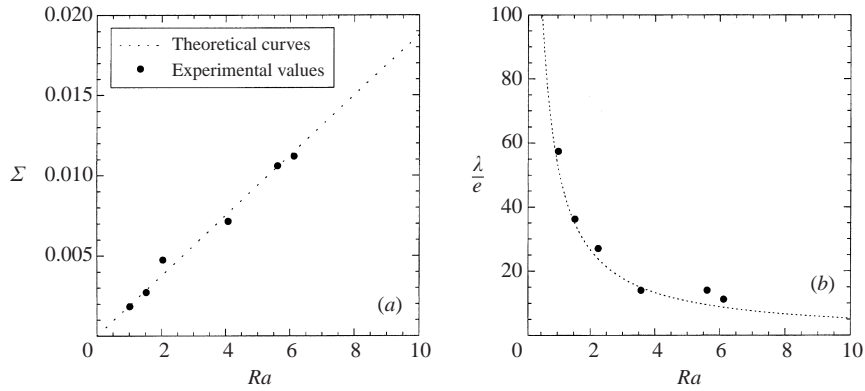 0.020
0.015
0.010
0.005
Σ
Theoretical curves
Experimental values
(a)
0 2 4 6 8 10
Ra
100
80
60
40
20
λ/e
(b)
0 2 4 6 8 10
Ra